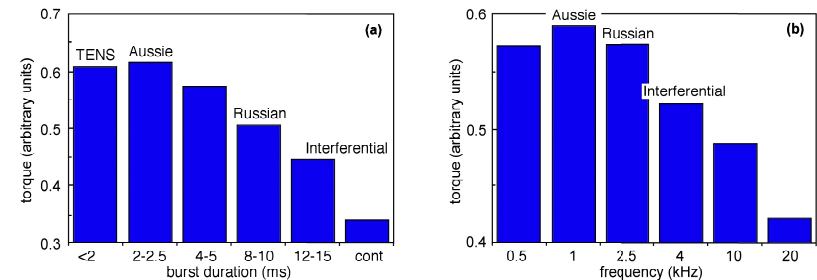 0.7
0.6
0.5
0.4
0.3
torque (arbitrary units)
(a)
TENS
Aussie
Russian
Interferential
<2 2-2.5 4-5 8-10 12-15 cont
burst duration (ms)
0.6
0.5
0.4
torque (arbitrary units)
(b)
Aussie
Russian
Interferential
0.5 1 2.5 4 10 20
frequency (kHz)